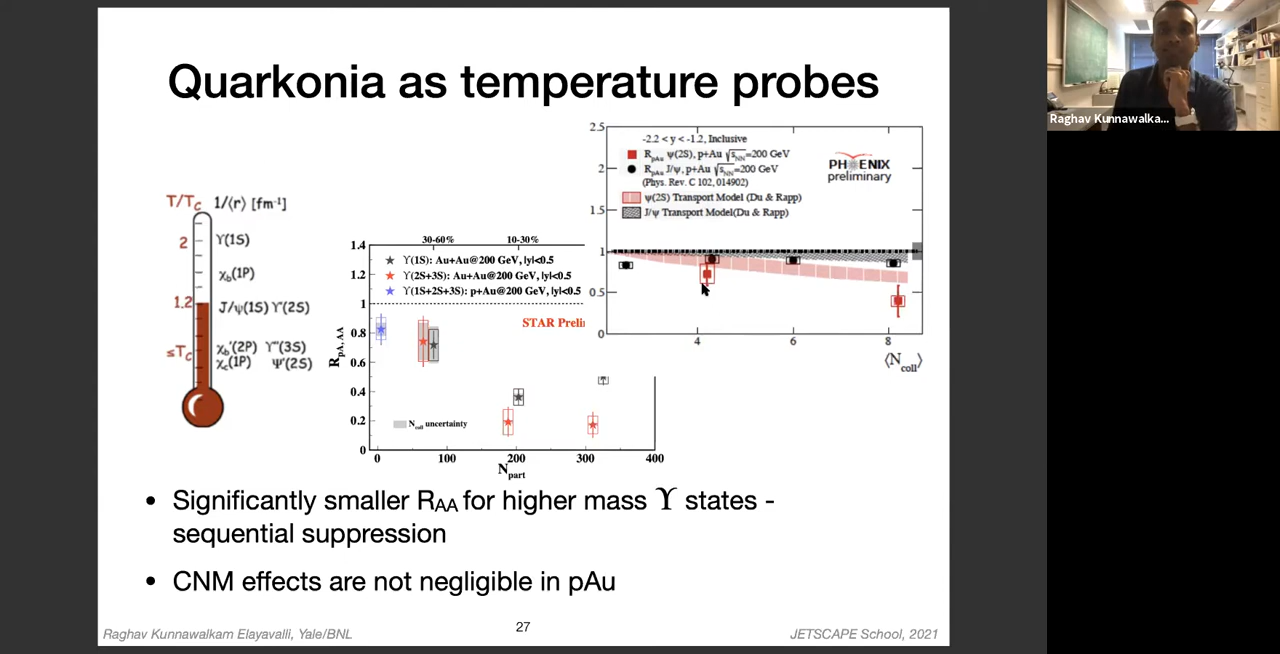 Quarkonia as temperature probes
Raghav Kunnawalka...
T/Tc 1/⟨r⟩ [fm⁻¹]
2
ϒ(1S)
χb(1P)
1.2
J/ψ(1S) ϒ'(2S)
≤Tc
χb'(2P) ϒ''(3S)
χc(1P) Ψ'(2S)
30-60% 10-30%
ϒ(1S): Au+Au@200 GeV, |y|<0.5
ϒ(2S+3S): Au+Au@200 GeV, |y|<0.5
ϒ(1S+2S+3S): p+Au@200 GeV, |y|<0.5
STAR Preli
RpA, AA
1.4
1.2
1
0.8
0.6
0.4
0.2
0
Ncoll uncertainty
0 100 200 300 400
Npart
2.5
2
1.5
1
0.5
0
-2.2 < y < -1.2, Inclusive
RpAu ψ(2S), p+Au √sNN=200 GeV
RpAu J/ψ, p+Au √sNN=200 GeV
(Phys. Rev. C 102, 014902)
ψ(2S) Transport Model (Du & Rapp)
J/ψ Transport Model(Du & Rapp)
PHENIX
preliminary
4 6 8
⟨Ncoll⟩
• Significantly smaller RAA for higher mass ϒ states -
sequential suppression
• CNM effects are not negligible in pAu
Raghav Kunnawalkam Elayavalli, Yale/BNL
27
JETSCAPE School, 2021